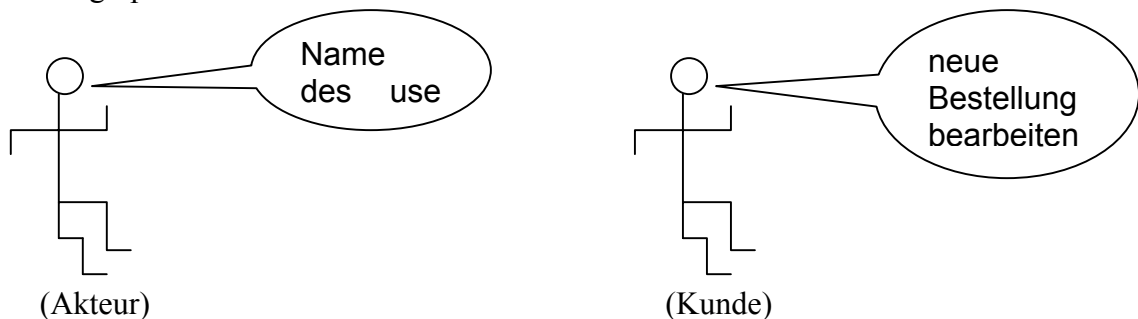 Name
des use
neue
Bestellung
bearbeiten
(Akteur)
(Kunde)